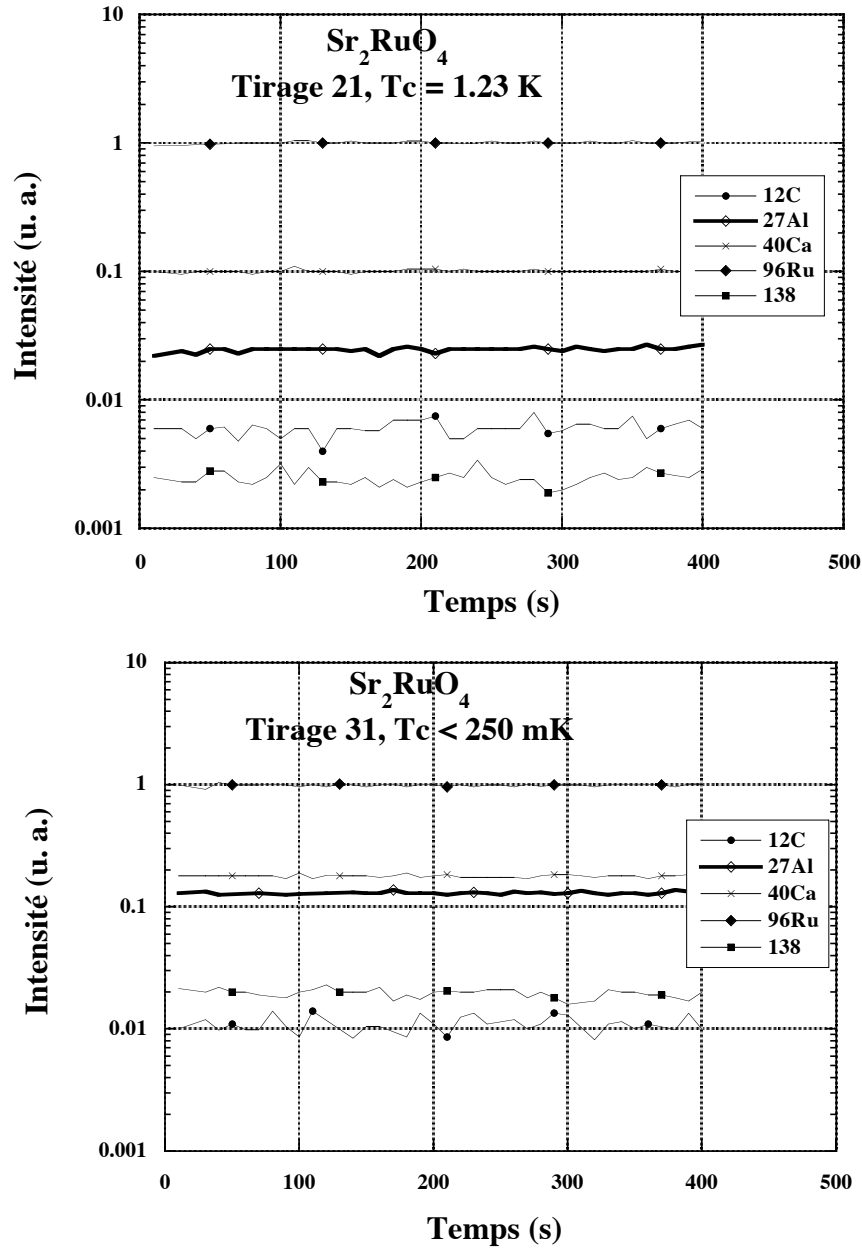 Sr2RuO4
Tirage 21, Tc = 1.23 K
10
1
0.1
0.01
0.001
Intensité (u. a.)
12C
27Al
40Ca
96Ru
138
0 100 200 300 400 500
Temps (s)
Sr2RuO4
Tirage 31, Tc < 250 mK
10
1
0.1
0.01
0.001
Intensité (u. a.)
12C
27Al
40Ca
96Ru
138
0 100 200 300 400 500
Temps (s)